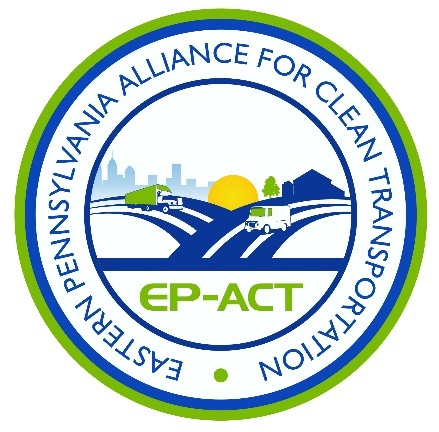 EASTERN PENNSYLVANIA ALLIANCE FOR CLEAN TRANSPORTATION
EP-ACT